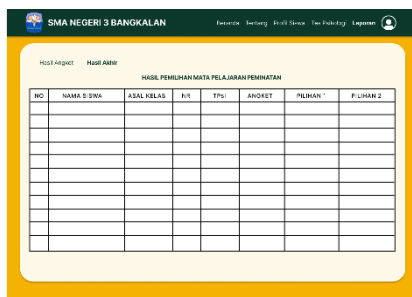 SMA NEGERI 3 BANGKALAN
Beranda Tentang Profil Siswa Tes Psikologi Laporan
Hasil Angket Hasil Akhir
HASIL PEMILIHAN MATA PELAJARAN PEMINATAN
NO NAMA SISWA ASAL KELAS NR TPSI ANGKET PILIHAN 1 PILIHAN 2